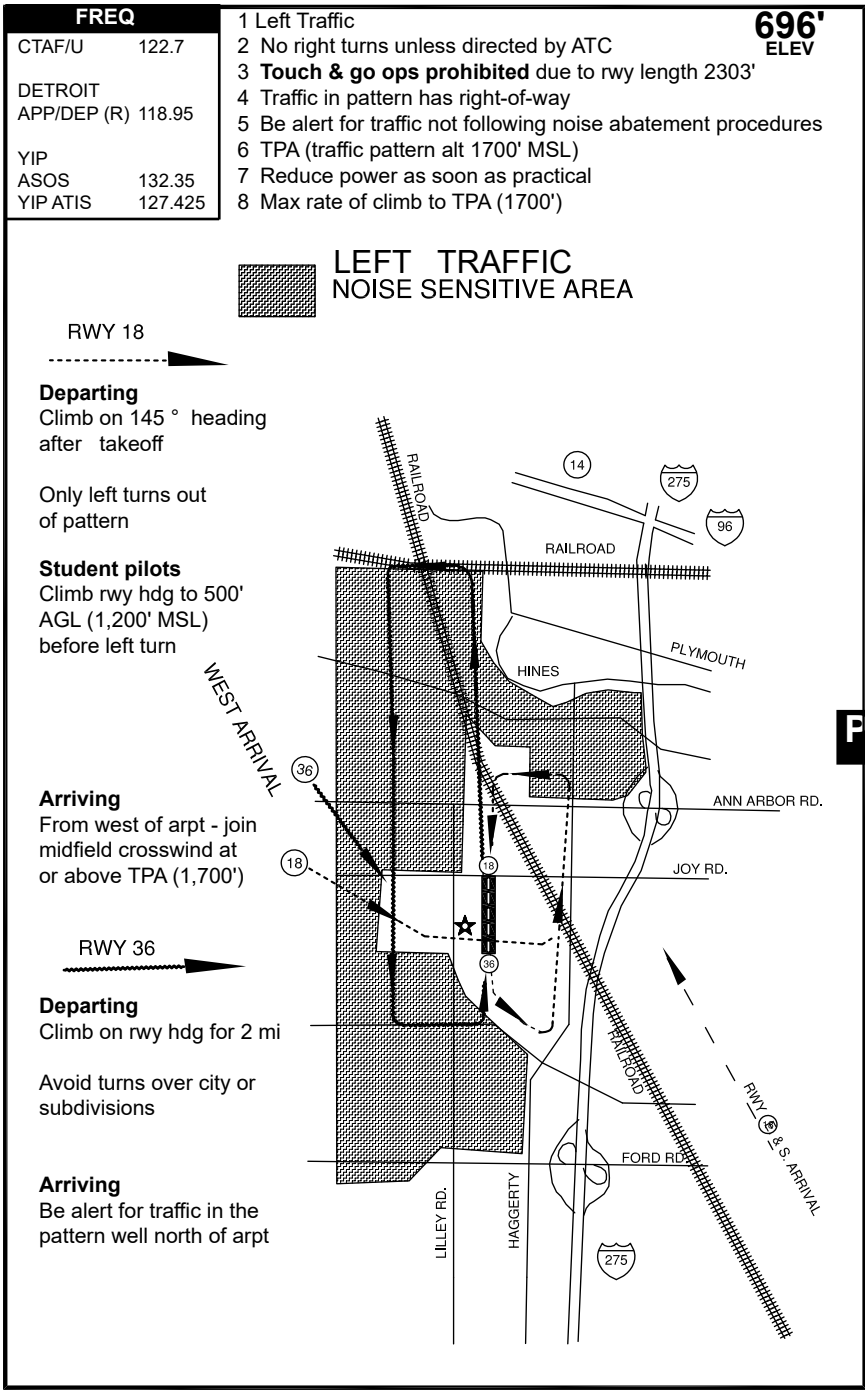 FREQ
CTAF/U 122.7
DETROIT
APP/DEP (R) 118.95
YIP
ASOS 132.35
YIP ATIS 127.425
1 Left Traffic
2 No right turns unless directed by ATC
3 Touch & go ops prohibited due to rwy length 2303'
4 Traffic in pattern has right-of-way
5 Be alert for traffic not following noise abatement procedures
6 TPA (traffic pattern alt 1700' MSL)
7 Reduce power as soon as practical
8 Max rate of climb to TPA (1700')
696'
ELEV
LEFT TRAFFIC
NOISE SENSITIVE AREA
RWY 18
Departing
Climb on 145 ° heading
after takeoff
Only left turns out
of pattern
Student pilots
Climb rwy hdg to 500'
AGL (1,200' MSL)
before left turn
Arriving
From west of arpt - join
midfield crosswind at
or above TPA (1,700')
RWY 36
Departing
Climb on rwy hdg for 2 mi
Avoid turns over city or
subdivisions
Arriving
Be alert for traffic in the
pattern well north of arpt
RAILROAD
14
275
96
RAILROAD
PLYMOUTH
HINES
WEST ARRIVAL
36
18
ANN ARBOR RD.
JOY RD.
18
36
RAILROAD
RWY & S. ARRIVAL
FORD RD.
LILLEY RD.
HAGGERTY
275
P